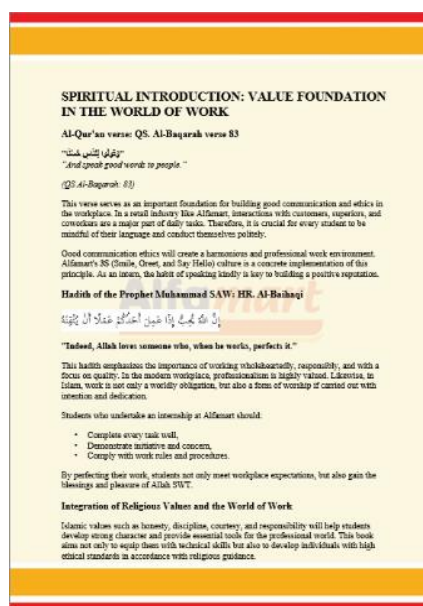 SPIRITUAL INTRODUCTION: VALUE FOUNDATION
IN THE WORLD OF WORK
Al-Qur'an verse: QS. Al-Baqarah verse 83
"وَقُولُوا لِلنَّاسِ حُسْنًا"
"And speak good words to people."
(QS Al-Baqarah: 83)
This verse serves as an important foundation for building good communication and ethics in
the workplace. In a retail industry like Alfamart, interactions with customers, superiors, and
coworkers are a major part of daily tasks. Therefore, it is crucial for every student to be
mindful of their language and conduct themselves politely.
Good communication ethics will create a harmonious and professional work environment.
Alfamart's 3S (Smile, Greet, and Say Hello) culture is a concrete implementation of this
principle. As an intern, the habit of speaking kindly is key to building a positive reputation.
Alfamart
Hadith of the Prophet Muhammad SAW: HR. Al-Baihaqi
إِنَّ اللهَ يُحِبُّ إِذَا عَمِلَ أَحَدُكُمْ عَمَلًا أَنْ يُتْقِنَهُ
"Indeed, Allah loves someone who, when he works, perfects it."
This hadith emphasizes the importance of working wholeheartedly, responsibly, and with a
focus on quality. In the modern workplace, professionalism is highly valued. Likewise, in
Islam, work is not only a worldly obligation, but also a form of worship if carried out with
intention and dedication.
Students who undertake an internship at Alfamart should:
• Complete every task well,
• Demonstrate initiative and concern,
• Comply with work rules and procedures.
By perfecting their work, students not only meet workplace expectations, but also gain the
blessings and pleasure of Allah SWT.
Integration of Religious Values and the World of Work
Islamic values such as honesty, discipline, courtesy, and responsibility will help students
develop strong character and provide essential tools for the professional world. This book
aims not only to equip them with technical skills but also to develop individuals with high
ethical standards in accordance with religious guidance.